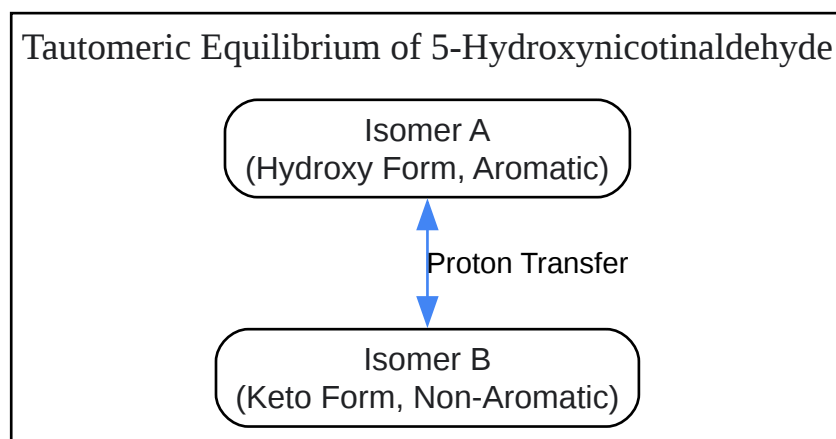 Tautomeric Equilibrium of 5-Hydroxynicotinaldehyde
Isomer A
(Hydroxy Form, Aromatic)
Proton Transfer
Isomer B
(Keto Form, Non-Aromatic)